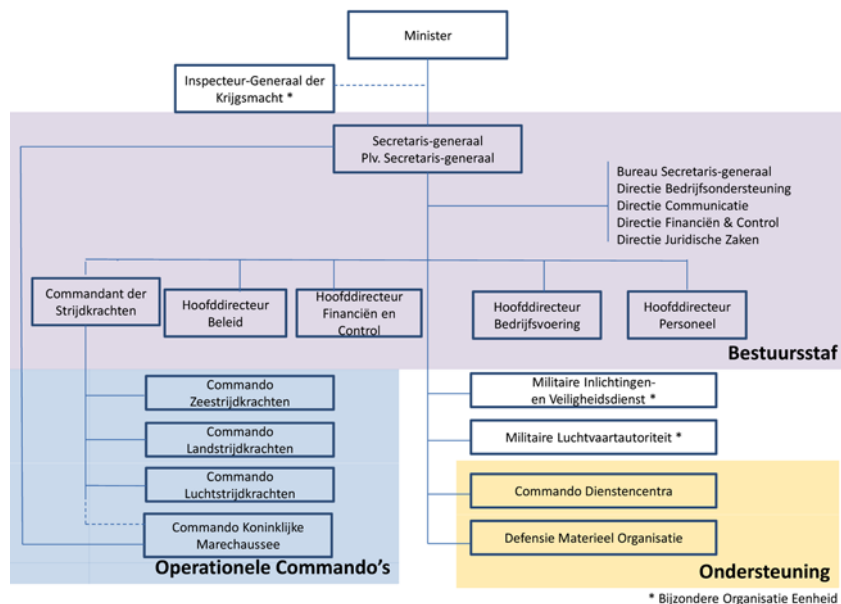 Minister
Inspecteur-Generaal der
Krijgsmacht *
Secretaris-generaal
Plv. Secretaris-generaal
Bureau Secretaris-generaal
Directie Bedrijfsondersteuning
Directie Communicatie
Directie Financiën & Control
Directie Juridische Zaken
Commandant der
Strijdkrachten
Hoofddirecteur
Beleid
Hoofddirecteur
Financiën en
Control
Hoofddirecteur
Bedrijfsvoering
Hoofddirecteur
Personeel
Bestuursstaf
Commando
Zeestrijdkrachten
Commando
Landstrijdkrachten
Commando
Luchtstrijdkrachten
Commando Koninklijke
Marechaussee
Operationele Commando’s
Militaire Inlichtingen-
en Veiligheidsdienst *
Militaire Luchtvaartautoriteit *
Commando Dienstencentra
Defensie Materieel Organisatie
Ondersteuning
* Bijzondere Organisatie Eenheid